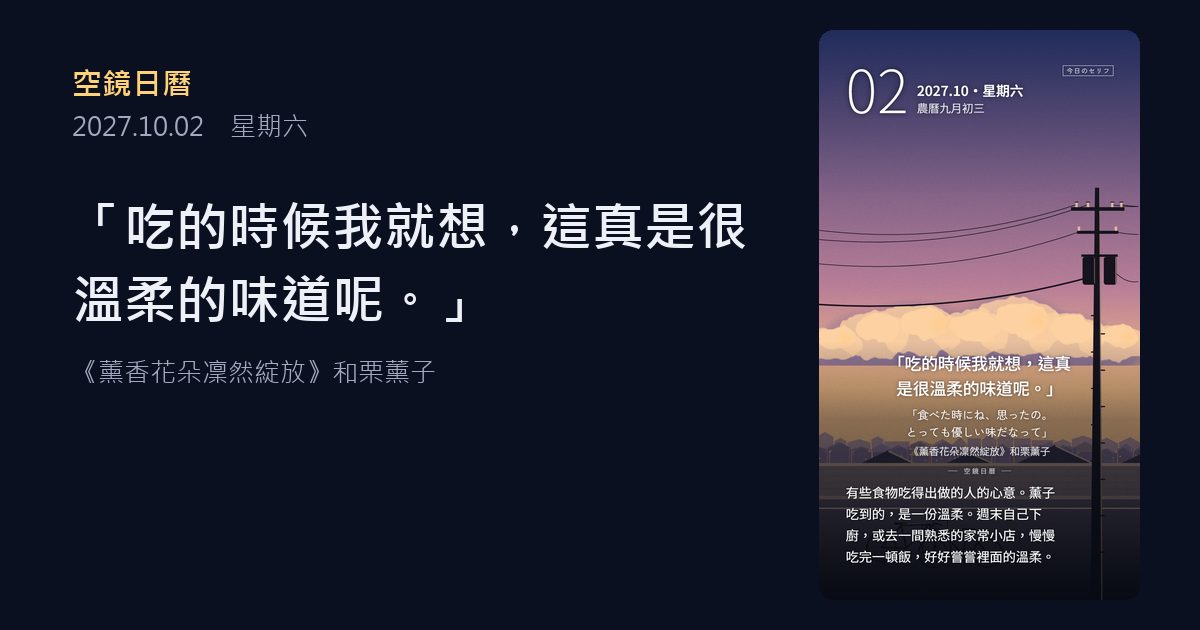 空鏡日曆
2027.10.02　星期六
「吃的時候我就想，這真是很
溫柔的味道呢。」
《薰香花朵凜然綻放》和栗薰子
02
2027.10・星期六
農曆九月初三
今日のセリフ
「吃的時候我就想，這真
是很溫柔的味道呢。」
「食べた時にね、思ったの。
とっても優しい味だなって」
《薰香花朵凜然綻放》和栗薰子
— 空鏡日曆 —
有些食物吃得出做的人的心意。薰子
吃到的，是一份溫柔。週末自己下
廚，或去一間熟悉的家常小店，慢慢
吃完一頓飯，好好嘗嘗裡面的溫柔。